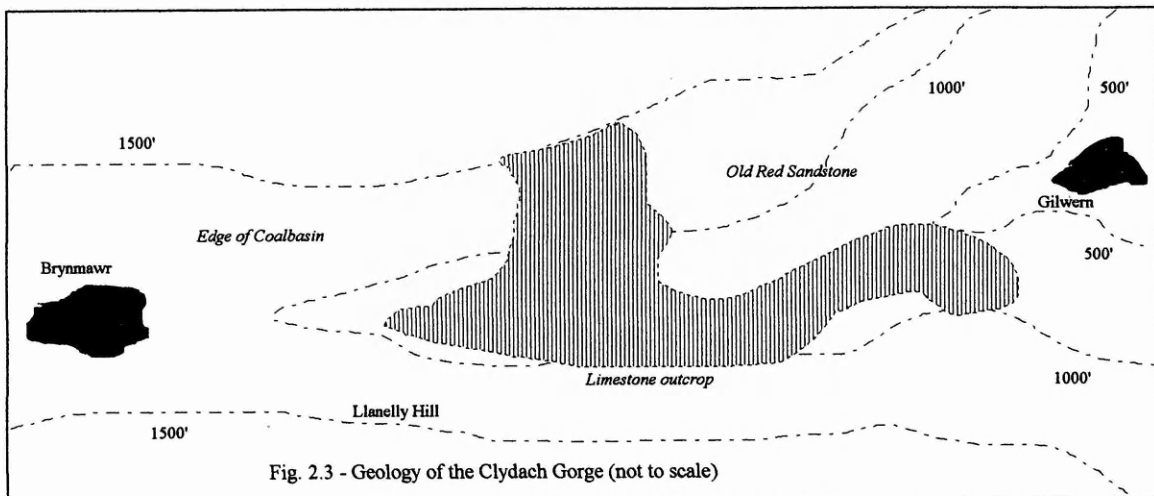 1000'
500'
1500'
Old Red Sandstone
Gilwern
Edge of Coalbasin
500'
Brynmawr
Limestone outcrop
1000'
Llanelly Hill
1500'
Fig. 2.3 - Geology of the Clydach Gorge (not to scale)